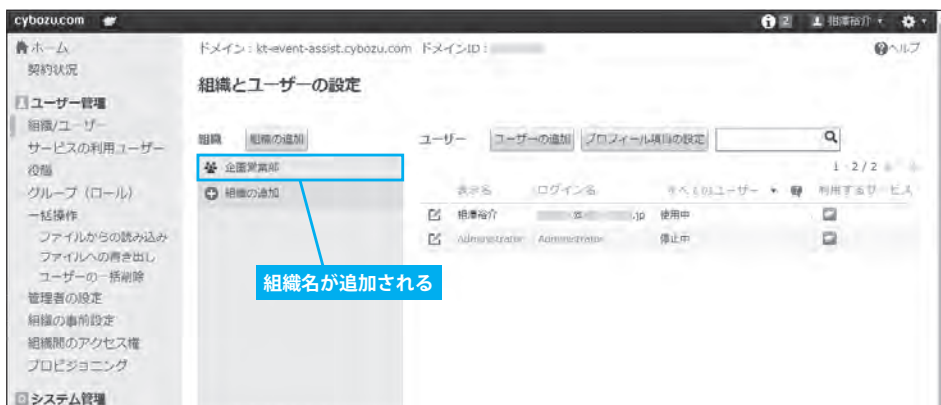 cybozu.com
2 相澤裕介
ホーム
契約状況
ユーザー管理
組織/ユーザー
サービスの利用ユーザー
役職
グループ（ロール）
一括操作
ファイルからの読み込み
ファイルへの書き出し
ユーザーの一括削除
管理者の設定
組織の事前設定
組織間のアクセス権
プロビジョニング
システム管理
ドメイン：kt-event-assist.cybozu.com ドメインID：
ヘルプ
組織とユーザーの設定
組織 組織の追加
企画営業部
組織の追加
組織名が追加される
ユーザー ユーザーの追加 プロフィール項目の設定
1 - 2 / 2
表示名 ログイン名 すべてのユーザー 利用するサービス
相澤裕介 .jp 使用中
Administrator Administrator 停止中